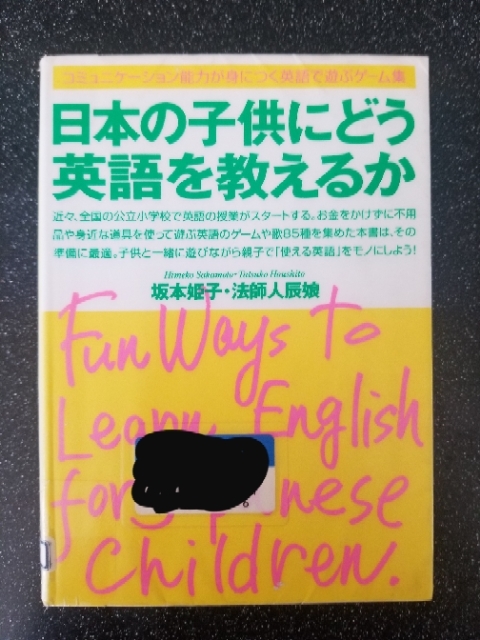 コミュニケーション能力が身につく英語で遊ぶゲーム集
日本の子供にどう
英語を教えるか
近々、全国の公立小学校で英語の授業がスタートする。お金をかけずに不用
品や身近な道具を使って遊ぶ英語のゲームや歌85種を集めた本書は、その
準備に最適。子供と一緒に遊びながら親子で「使える英語」をモノにしよう!
Himeko Sakamoto・Tatsuko Houshito
坂本姫子・法師人辰娘
Fun Ways to
Learn English
for nese
Children.